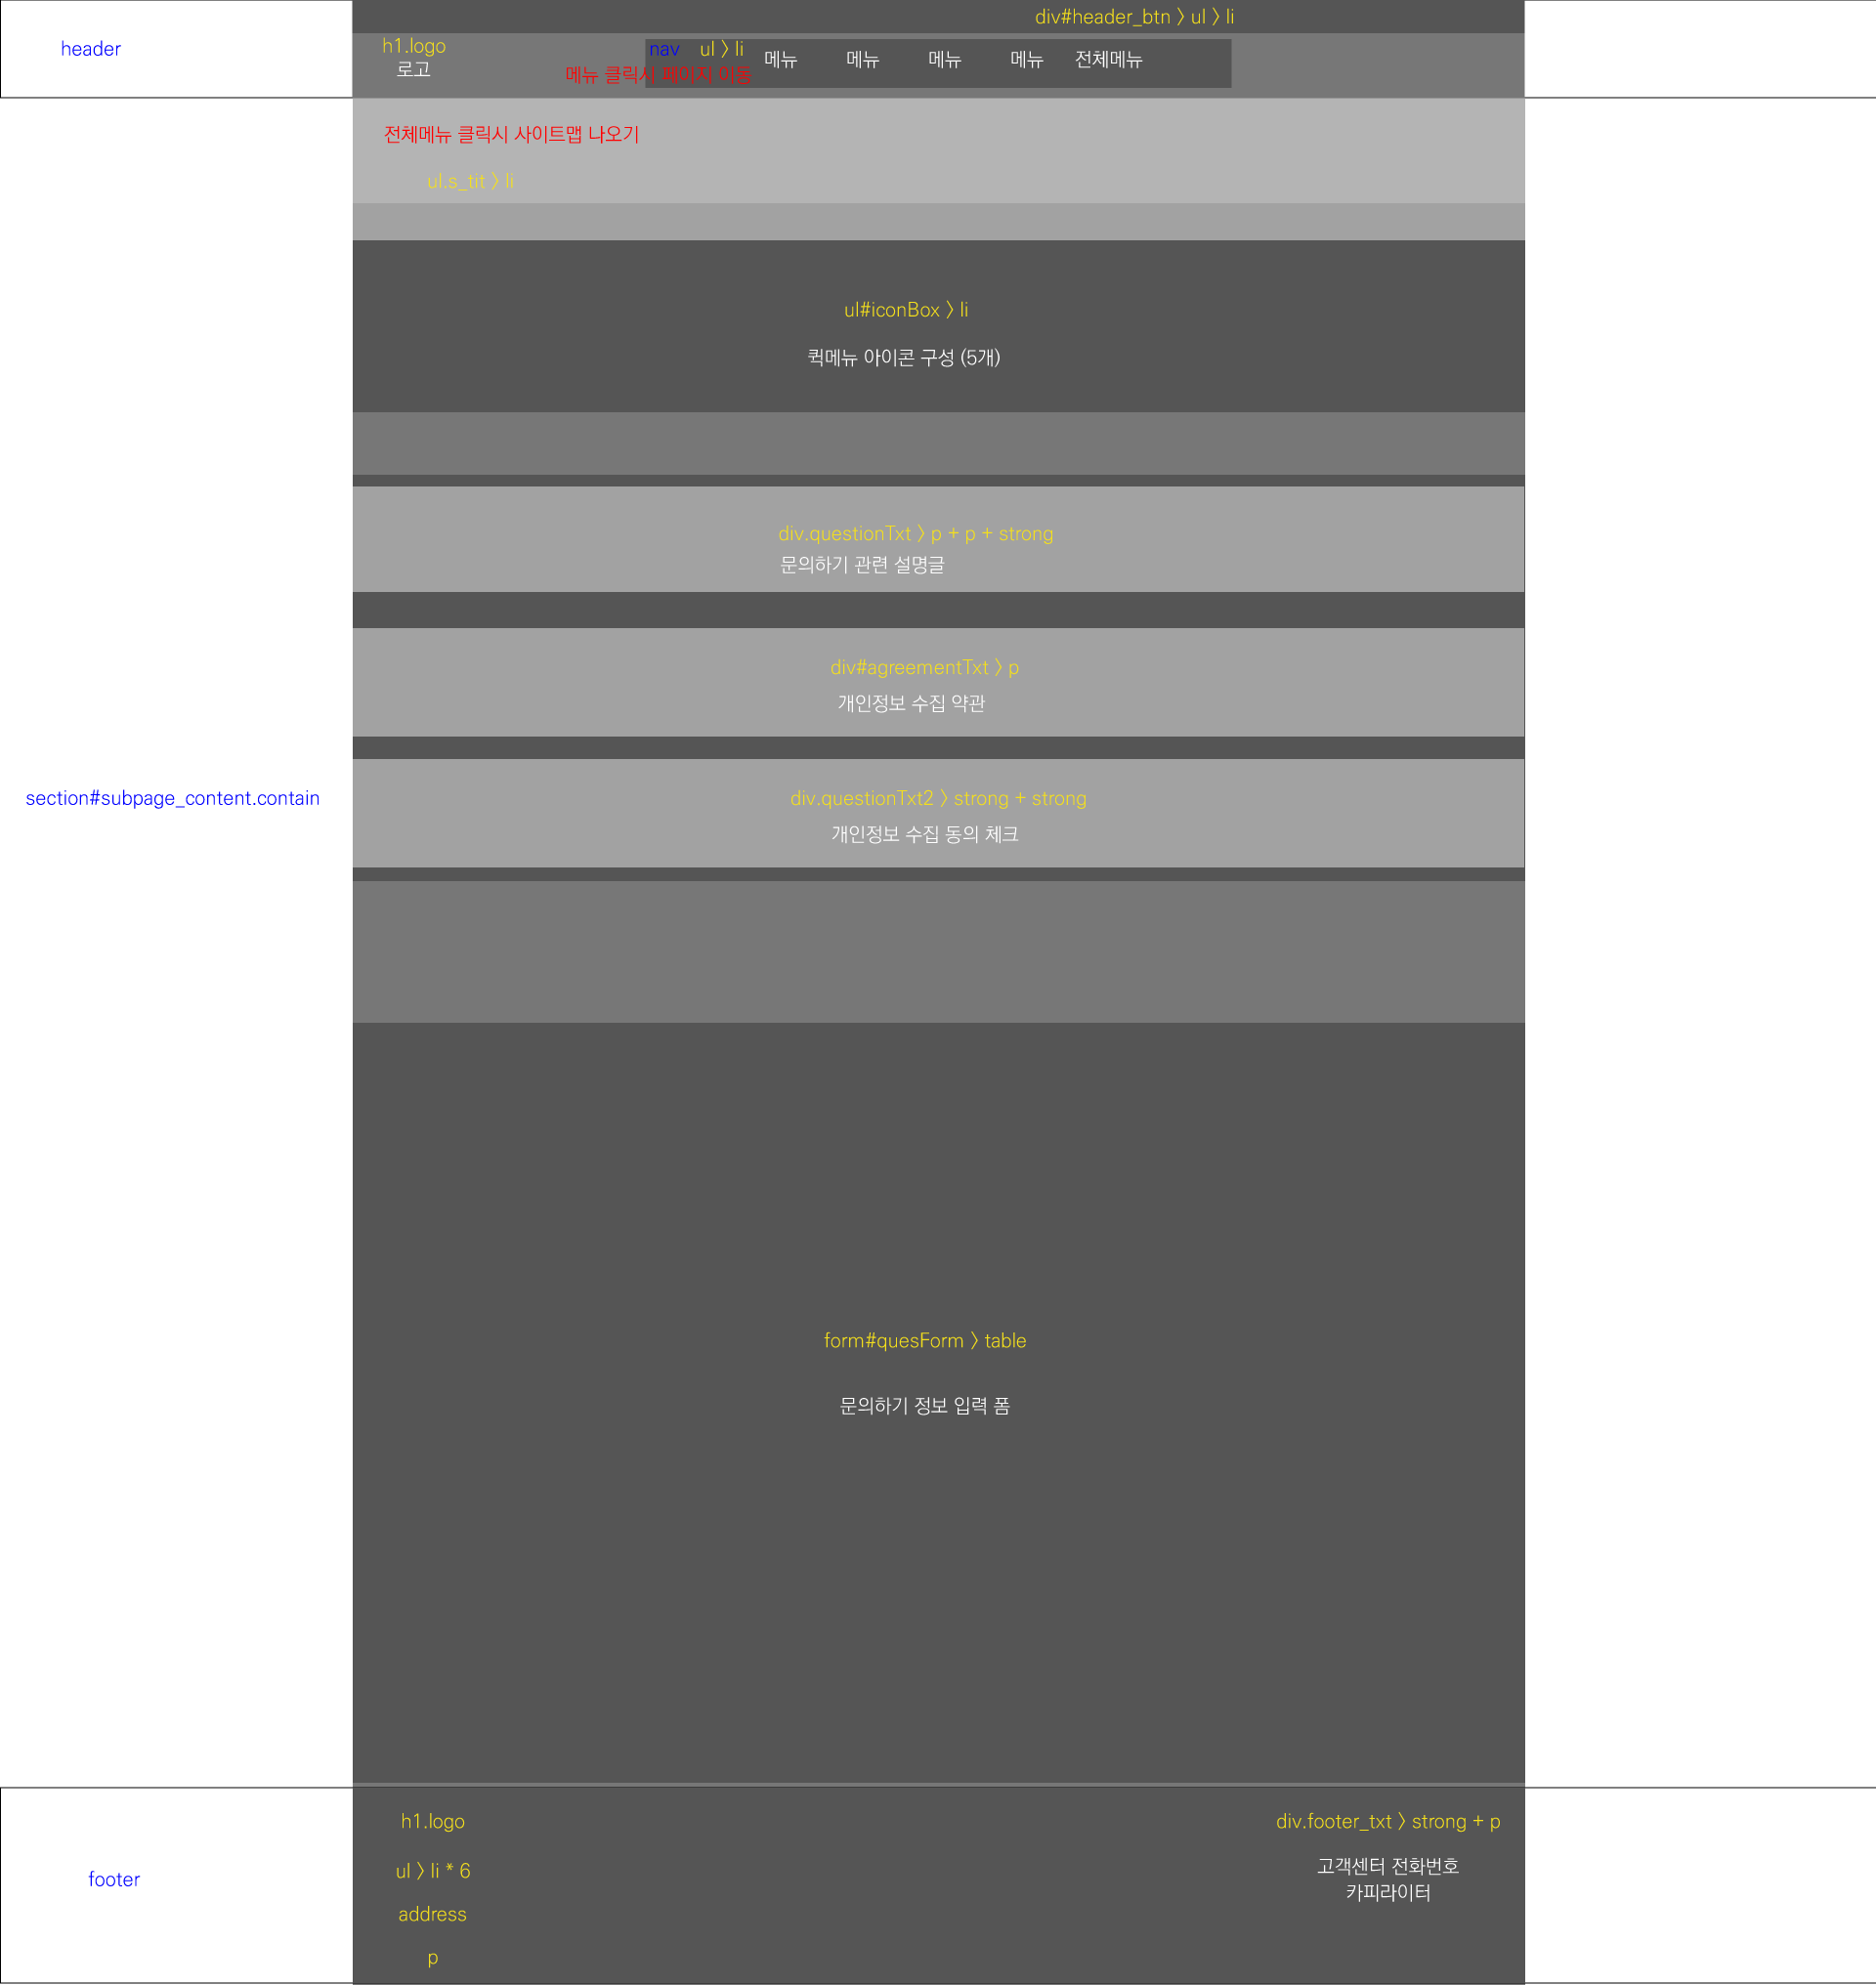 div#header_btn > ul > li
header
h1.logo
nav
ul > li
메뉴
메뉴
메뉴
메뉴
전체메뉴
로고
메뉴 클릭시 페이지 이동
전체메뉴 클릭시 사이트맵 나오기
ul.s_tit > li
ul#iconBox > li
퀵메뉴 아이콘 구성 (5개)
div.questionTxt > p + p + strong
문의하기 관련 설명글
div#agreementTxt > p
개인정보 수집 약관
section#subpage_content.contain
div.questionTxt2 > strong + strong
개인정보 수집 동의 체크
form#quesForm > table
문의하기 정보 입력 폼
footer
h1.logo
ul > li * 6
address
p
div.footer_txt > strong + p
고객센터 전화번호
카피라이터